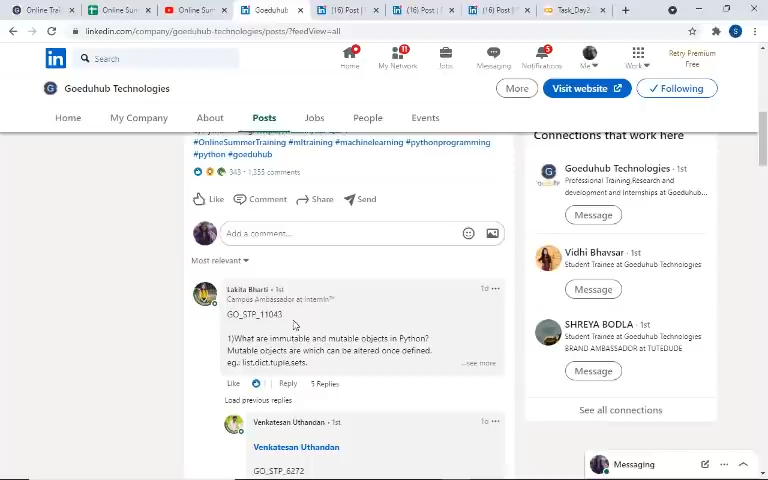 Online Trai
Online Sum
Online Sum
Goeduhub
(16) Post |
(16) Post |
(16) Post |
Task_Day2
linkedin.com/company/goeduhub-technologies/posts/?feedView=all
S
in
Search
Home
11
My Network
Jobs
Messaging
5
Notifications
Me
Work
Retry Premium
Free
Goeduhub Technologies
More
Visit website
Following
Home
My Company
About
Posts
Jobs
People
Events
#OnlineSummerTraining #mltraining #machinelearning #pythonprogramming
#python #goeduhub
343 · 1,355 comments
Like
Comment
Share
Send
Add a comment...
Most relevant
Lakita Bharti • 1st
1d
Campus Ambassador at InternIn™
GO_STP_11043
1)What are immutable and mutable objects in Python?
Mutable objects are which can be altered once defined.
eg.: list,dict,tuple,sets.
...see more
Like
1
Reply
5 Replies
Load previous replies
Venkatesan Uthandan • 1st
Venkatesan Uthandan
GO_STP_6272
Connections that work here
Goeduhub Technologies · 1st
Professional Training,Research and
development and Internships at Goeduhub...
Message
Vidhi Bhavsar · 1st
Student Trainee at Goeduhub Technologies
Message
SHREYA BODLA · 1st
Student Trainee at Goeduhub Technologies
BRAND AMBASSADOR at TUTEDUDE
Message
See all connections
Messaging